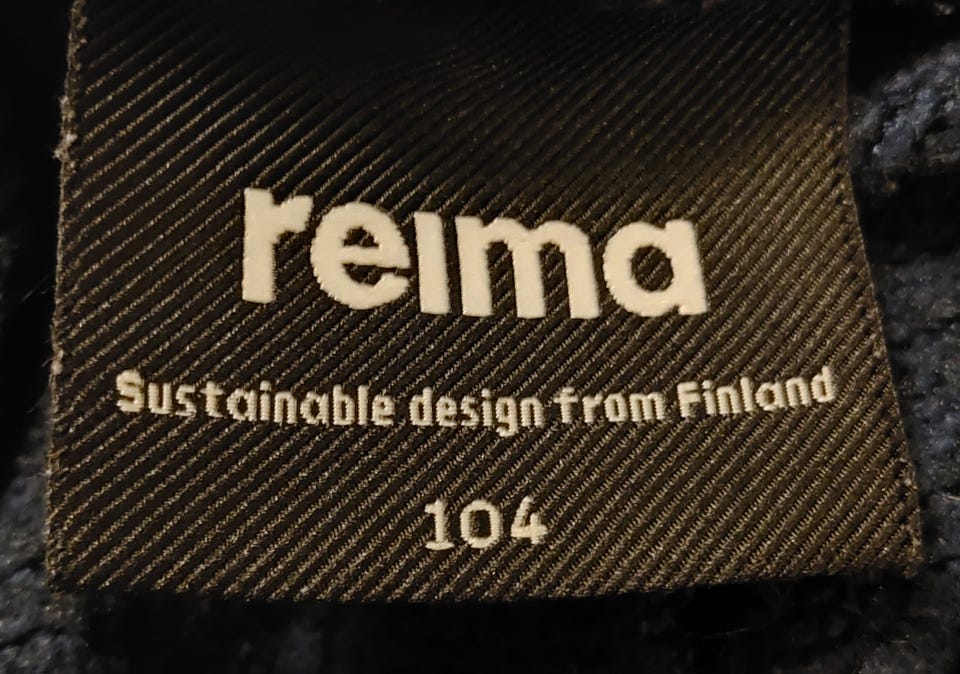 reima
Sustainable design from Finland
104